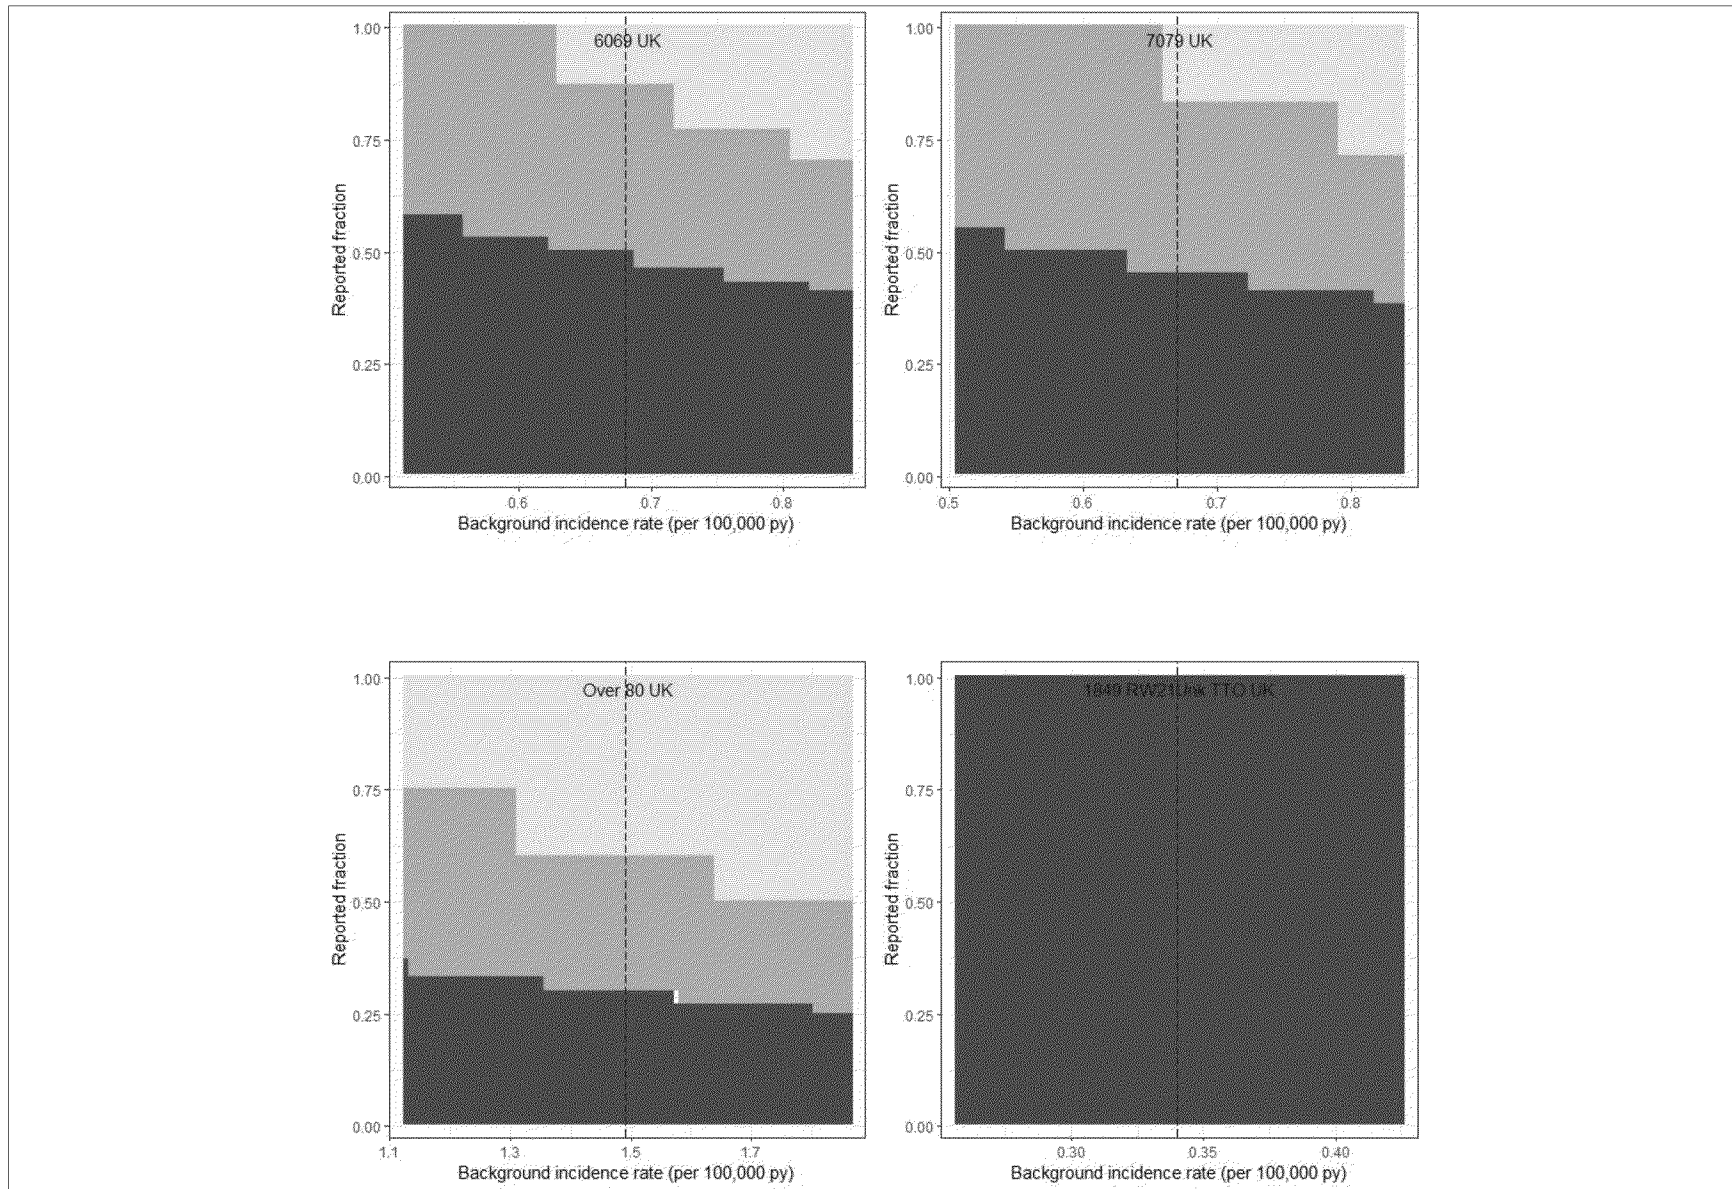 6069 UK
1.00
0.75
0.50
0.25
0.00
Reported fraction
0.6 0.7 0.8
Background incidence rate (per 100,000 py)
7079 UK
1.00
0.75
0.50
0.25
0.00
Reported fraction
0.5 0.6 0.7 0.8
Background incidence rate (per 100,000 py)
Over 80 UK
1.00
0.75
0.50
0.25
0.00
Reported fraction
1.1 1.3 1.5 1.7
Background incidence rate (per 100,000 py)
1849 RW21Unk TTO UK
1.00
0.75
0.50
0.25
0.00
Reported fraction
0.30 0.35 0.40
Background incidence rate (per 100,000 py)